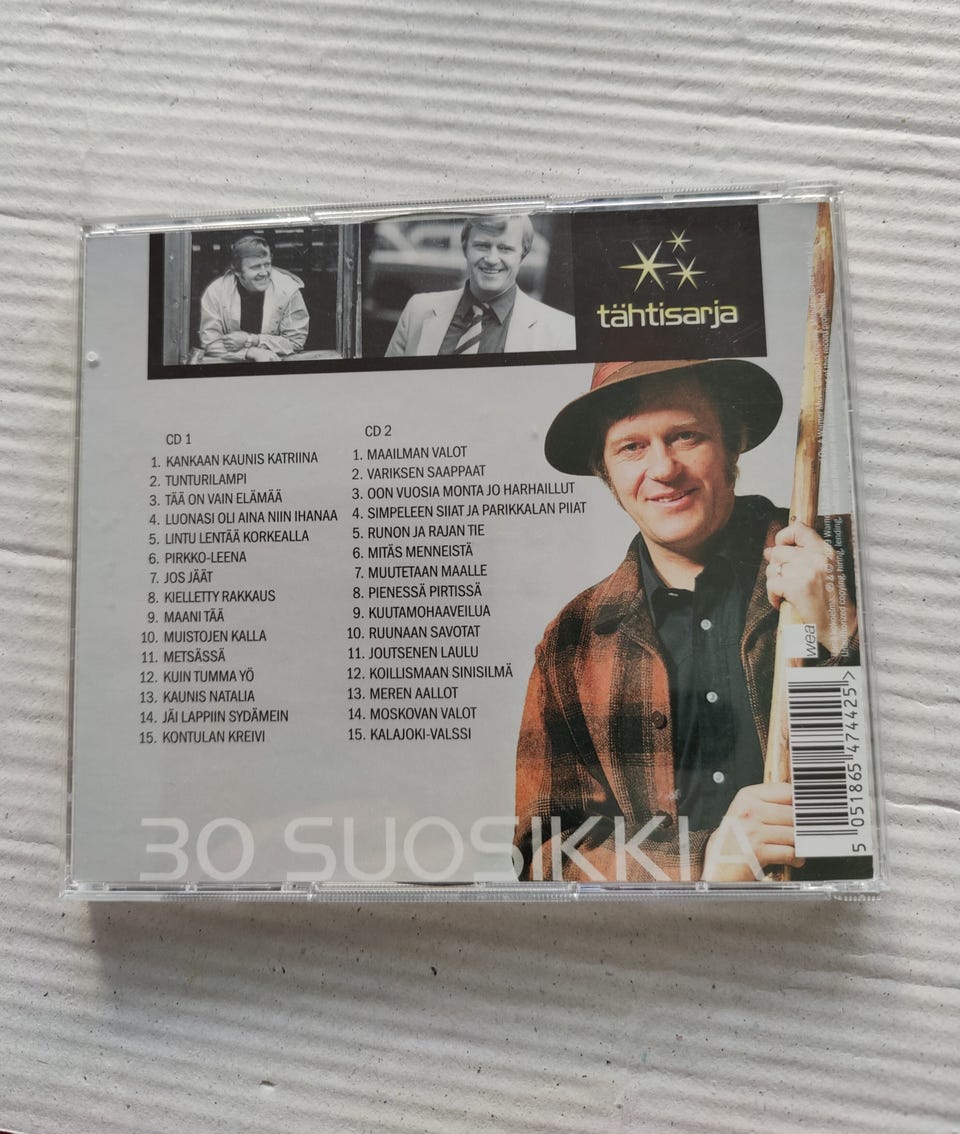 tähtisarja
CD 1
1. KANKAAN KAUNIS KATRIINA
2. TUNTURILAMPI
3. TÄÄ ON VAIN ELÄMÄÄ
4. LUONASI OLI AINA NIIN IHANAA
5. LINTU LENTÄÄ KORKEALLA
6. PIRKKO-LEENA
7. JOS JÄÄT
8. KIELLETTY RAKKAUS
9. MAANI TÄÄ
10. MUISTOJEN KALLA
11. METSÄSSÄ
12. KUIN TUMMA YÖ
13. KAUNIS NATALIA
14. JÄI LAPPIIN SYDÄMEIN
15. KONTULAN KREIVI
CD 2
1. MAAILMAN VALOT
2. VARIKSEN SAAPPAAT
3. OON VUOSIA MONTA JO HARHAILLUT
4. SIMPELEEN SIIAT JA PARIKKALAN PIIAT
5. RUNON JA RAJAN TIE
6. MITÄS MENNEISTÄ
7. MUUTETAAN MAALLE
8. PIENESSÄ PIRTISSÄ
9. KUUTAMOHAAVEILUA
10. RUUNAAN SAVOTAT
11. JOUTSENEN LAULU
12. KOILLISMAAN SINISILMÄ
13. MEREN AALLOT
14. MOSKOVAN VALOT
15. KALAJOKI-VALSSI
30 SUOSIKKIA
wea
copying, hiring, lending,
5 051865 474425 >